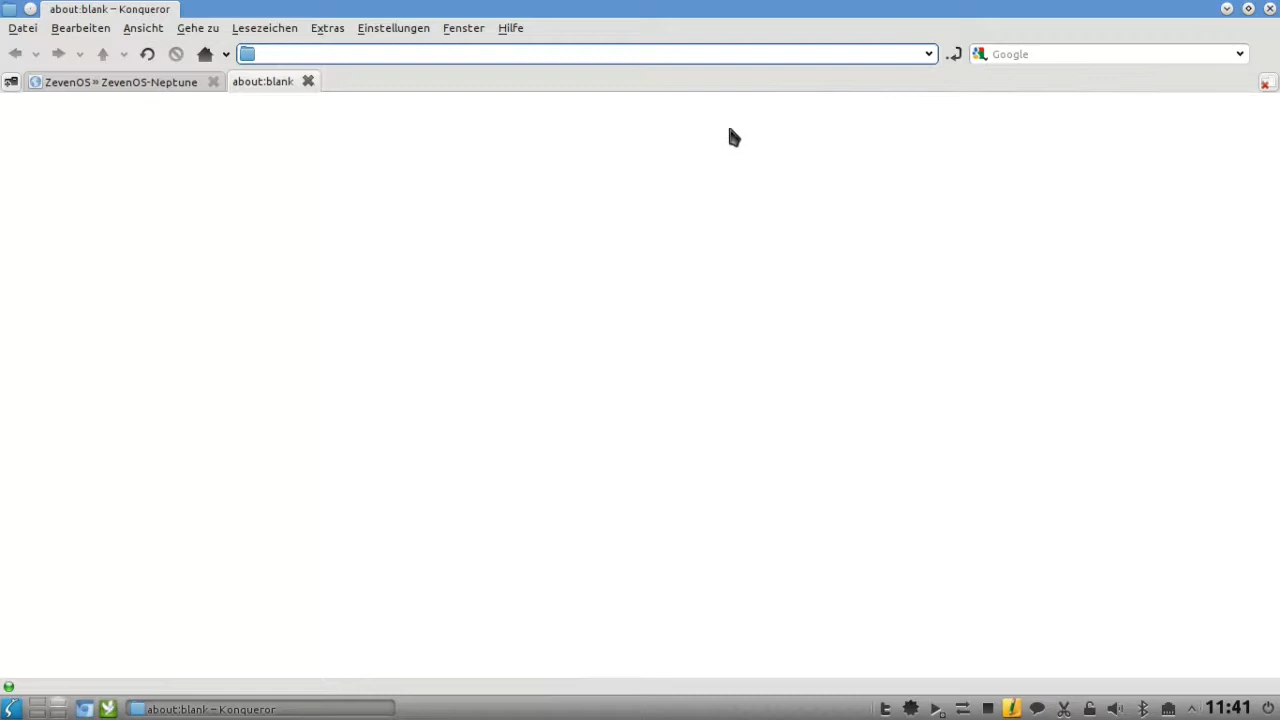 about:blank – Konqueror
Datei Bearbeiten Ansicht Gehe zu Lesezeichen Extras Einstellungen Fenster Hilfe
Google
ZevenOS » ZevenOS-Neptune about:blank
about:blank – Konqueror 11:41